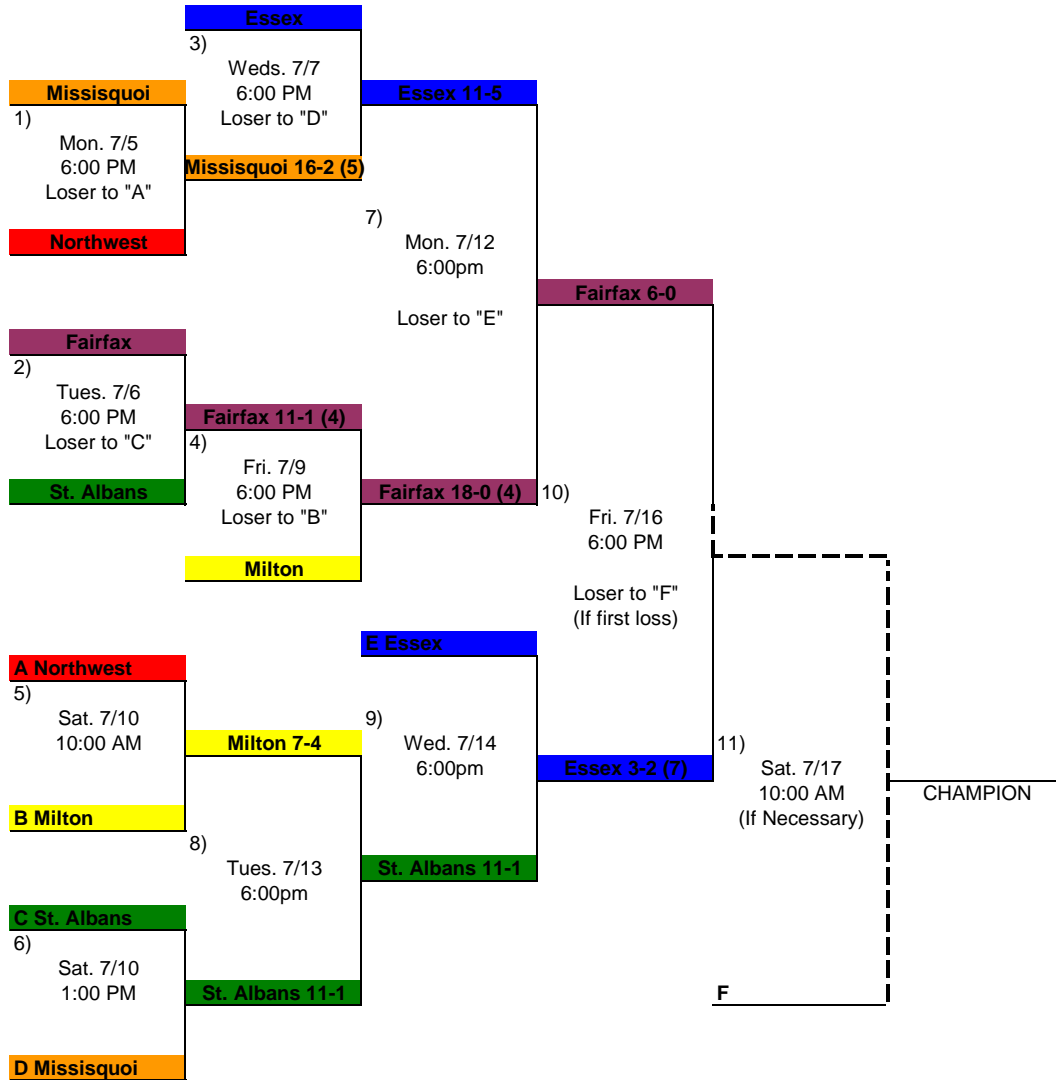 Essex
3)
Weds. 7/7
6:00 PM
Loser to "D"
Missisquoi
Essex 11-5
1)
Mon. 7/5
6:00 PM
Loser to "A"
Missisquoi 16-2 (5)
Northwest
7)
Mon. 7/12
6:00pm
Loser to "E"
Fairfax 6-0
Fairfax
2)
Tues. 7/6
6:00 PM
Loser to "C"
Fairfax 11-1 (4)
4)
Fri. 7/9
6:00 PM
Loser to "B"
St. Albans
Fairfax 18-0 (4)
10)
Fri. 7/16
6:00 PM
Loser to "F"
(If first loss)
Milton
E Essex
A Northwest
5)
Sat. 7/10
10:00 AM
Milton 7-4
9)
Wed. 7/14
6:00pm
Essex 3-2 (7)
11)
Sat. 7/17
10:00 AM
(If Necessary)
CHAMPION
B Milton
8)
Tues. 7/13
6:00pm
St. Albans 11-1
C St. Albans
6)
Sat. 7/10
1:00 PM
St. Albans 11-1
F
D Missisquoi